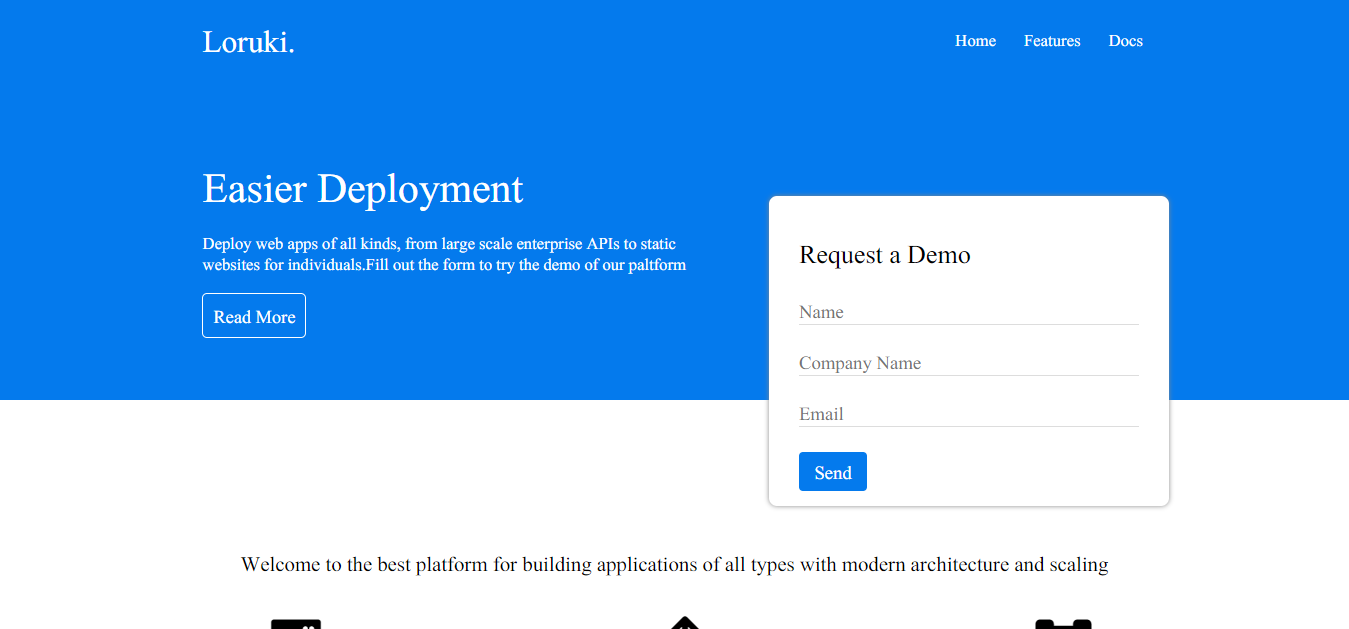 Loruki.
Home Features Docs
Easier Deployment
Deploy web apps of all kinds, from large scale enterprise APIs to static
websites for individuals.Fill out the form to try the demo of our paltform
Read More
Request a Demo
Name
Company Name
Email
Send
Welcome to the best platform for building applications of all types with modern architecture and scaling